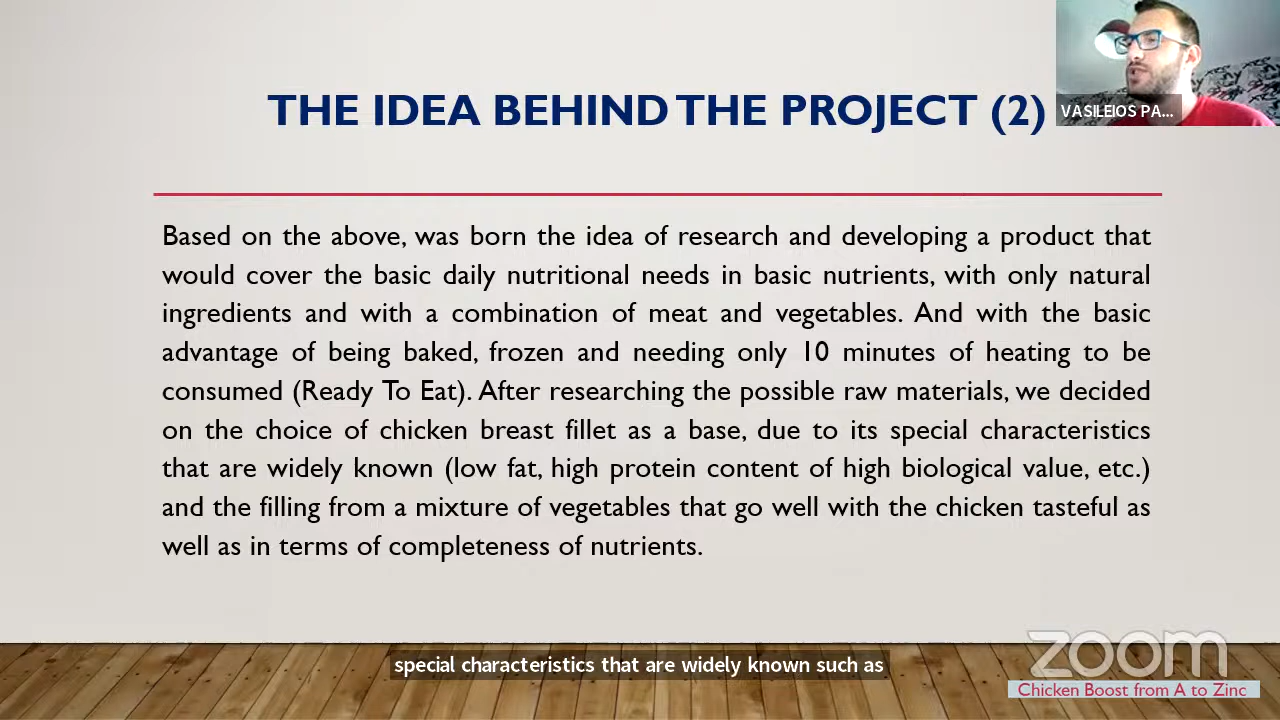 THE IDEA BEHIND THE PROJECT (2)
VASILEIOS PA...
Based on the above, was born the idea of research and developing a product that
would cover the basic daily nutritional needs in basic nutrients, with only natural
ingredients and with a combination of meat and vegetables. And with the basic
advantage of being baked, frozen and needing only 10 minutes of heating to be
consumed (Ready To Eat). After researching the possible raw materials, we decided
on the choice of chicken breast fillet as a base, due to its special characteristics
that are widely known (low fat, high protein content of high biological value, etc.)
and the filling from a mixture of vegetables that go well with the chicken tasteful as
well as in terms of completeness of nutrients.
special characteristics that are widely known such as
zoom
Chicken Boost from A to Zinc